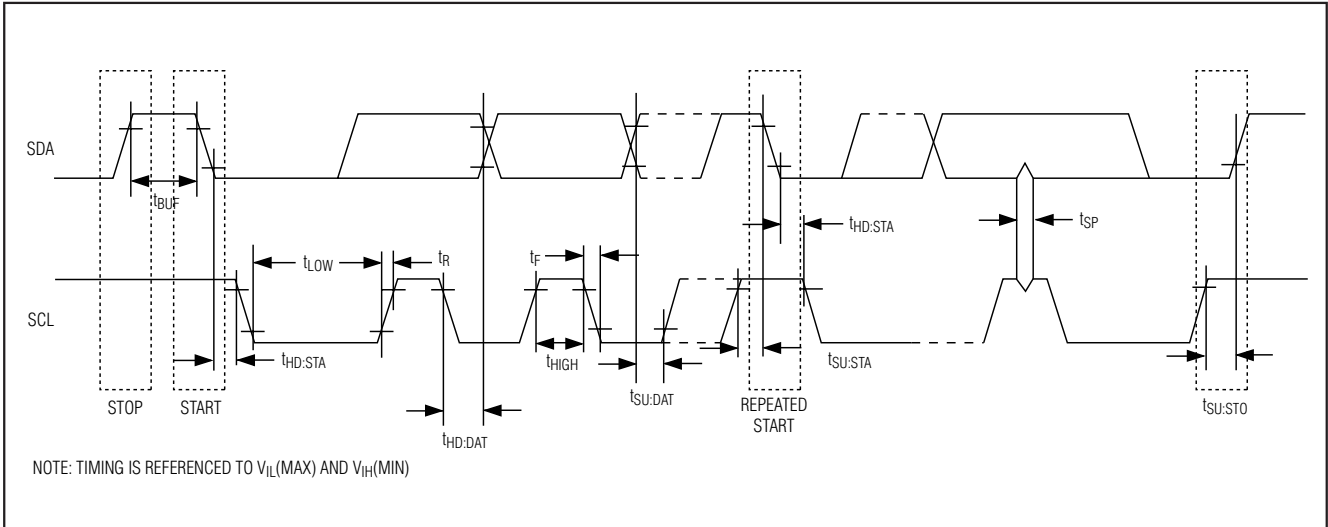 SDA
tBUF
tHD:STA
tSP
tLOW
tR
tF
SCL
tHD:STA
tHIGH
tSU:STA
tSU:DAT
STOP
START
REPEATED
START
tSU:STO
tHD:DAT
NOTE: TIMING IS REFERENCED TO VIL(MAX) AND VIH(MIN)